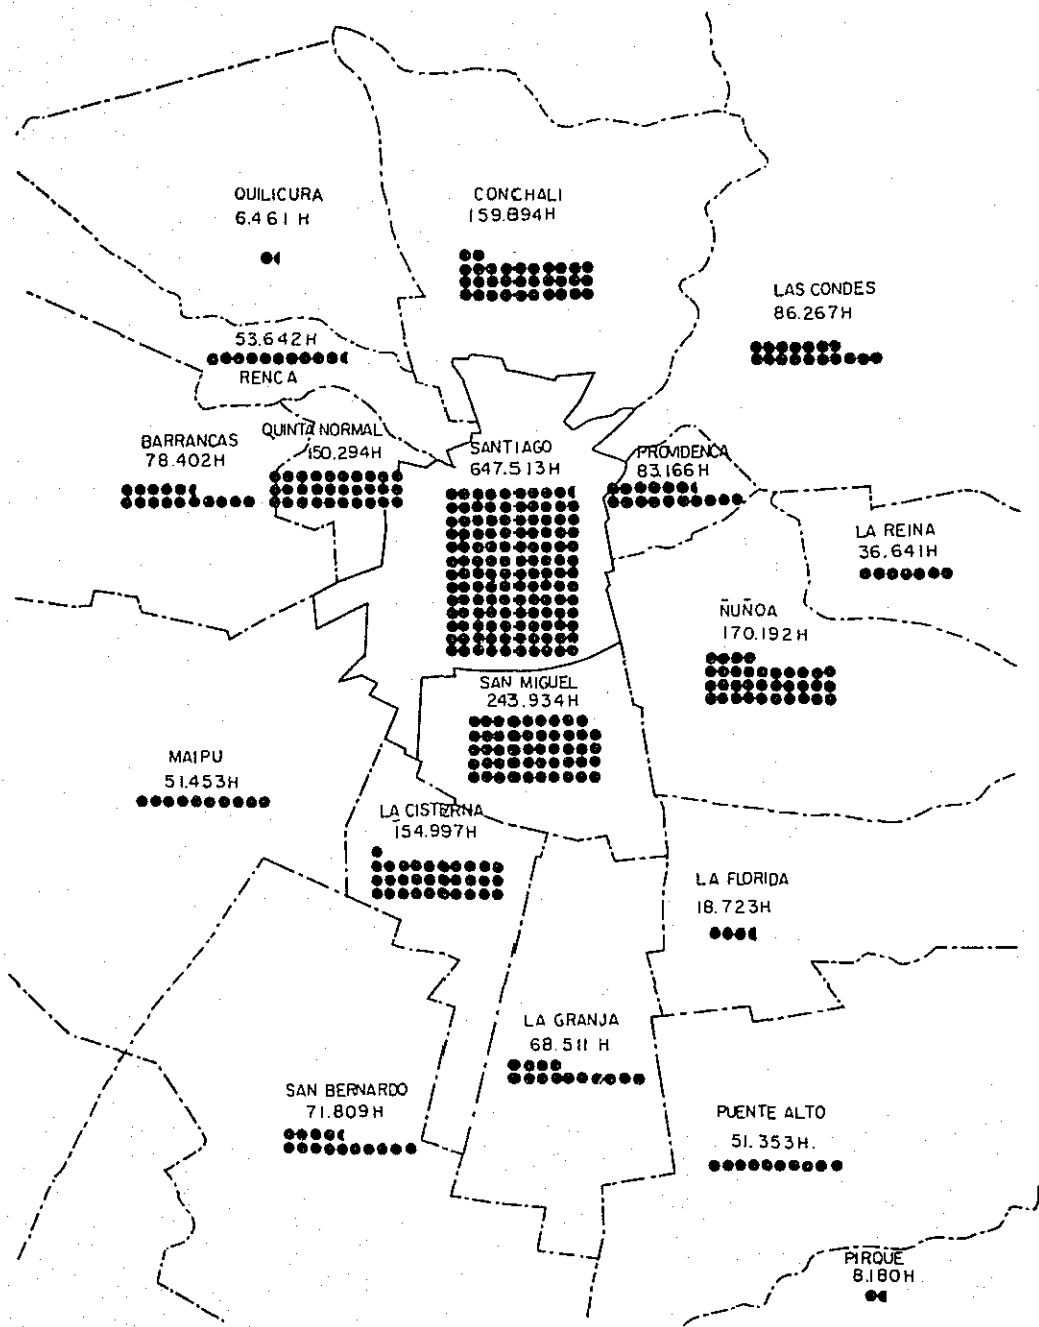 QUILICURA
6.461 H
CONCHALI
159.894H
LAS CONDES
86.267H
53.642H
RENCA
BARRANCAS
78.402H
QUINTA NORMAL
150.294H
SANTIAGO
647.513H
PROVIDENCA
83.166H
LA REINA
36.641H
ÑUÑOA
170.192H
SAN MIGUEL
243.934H
MAIPU
51.453H
LA CISTERNA
154.997H
LA FLORIDA
18.723H
LA GRANJA
68.511 H
SAN BERNARDO
71.809H
PUENTE ALTO
51.353H.
PIRQUE
8.180H